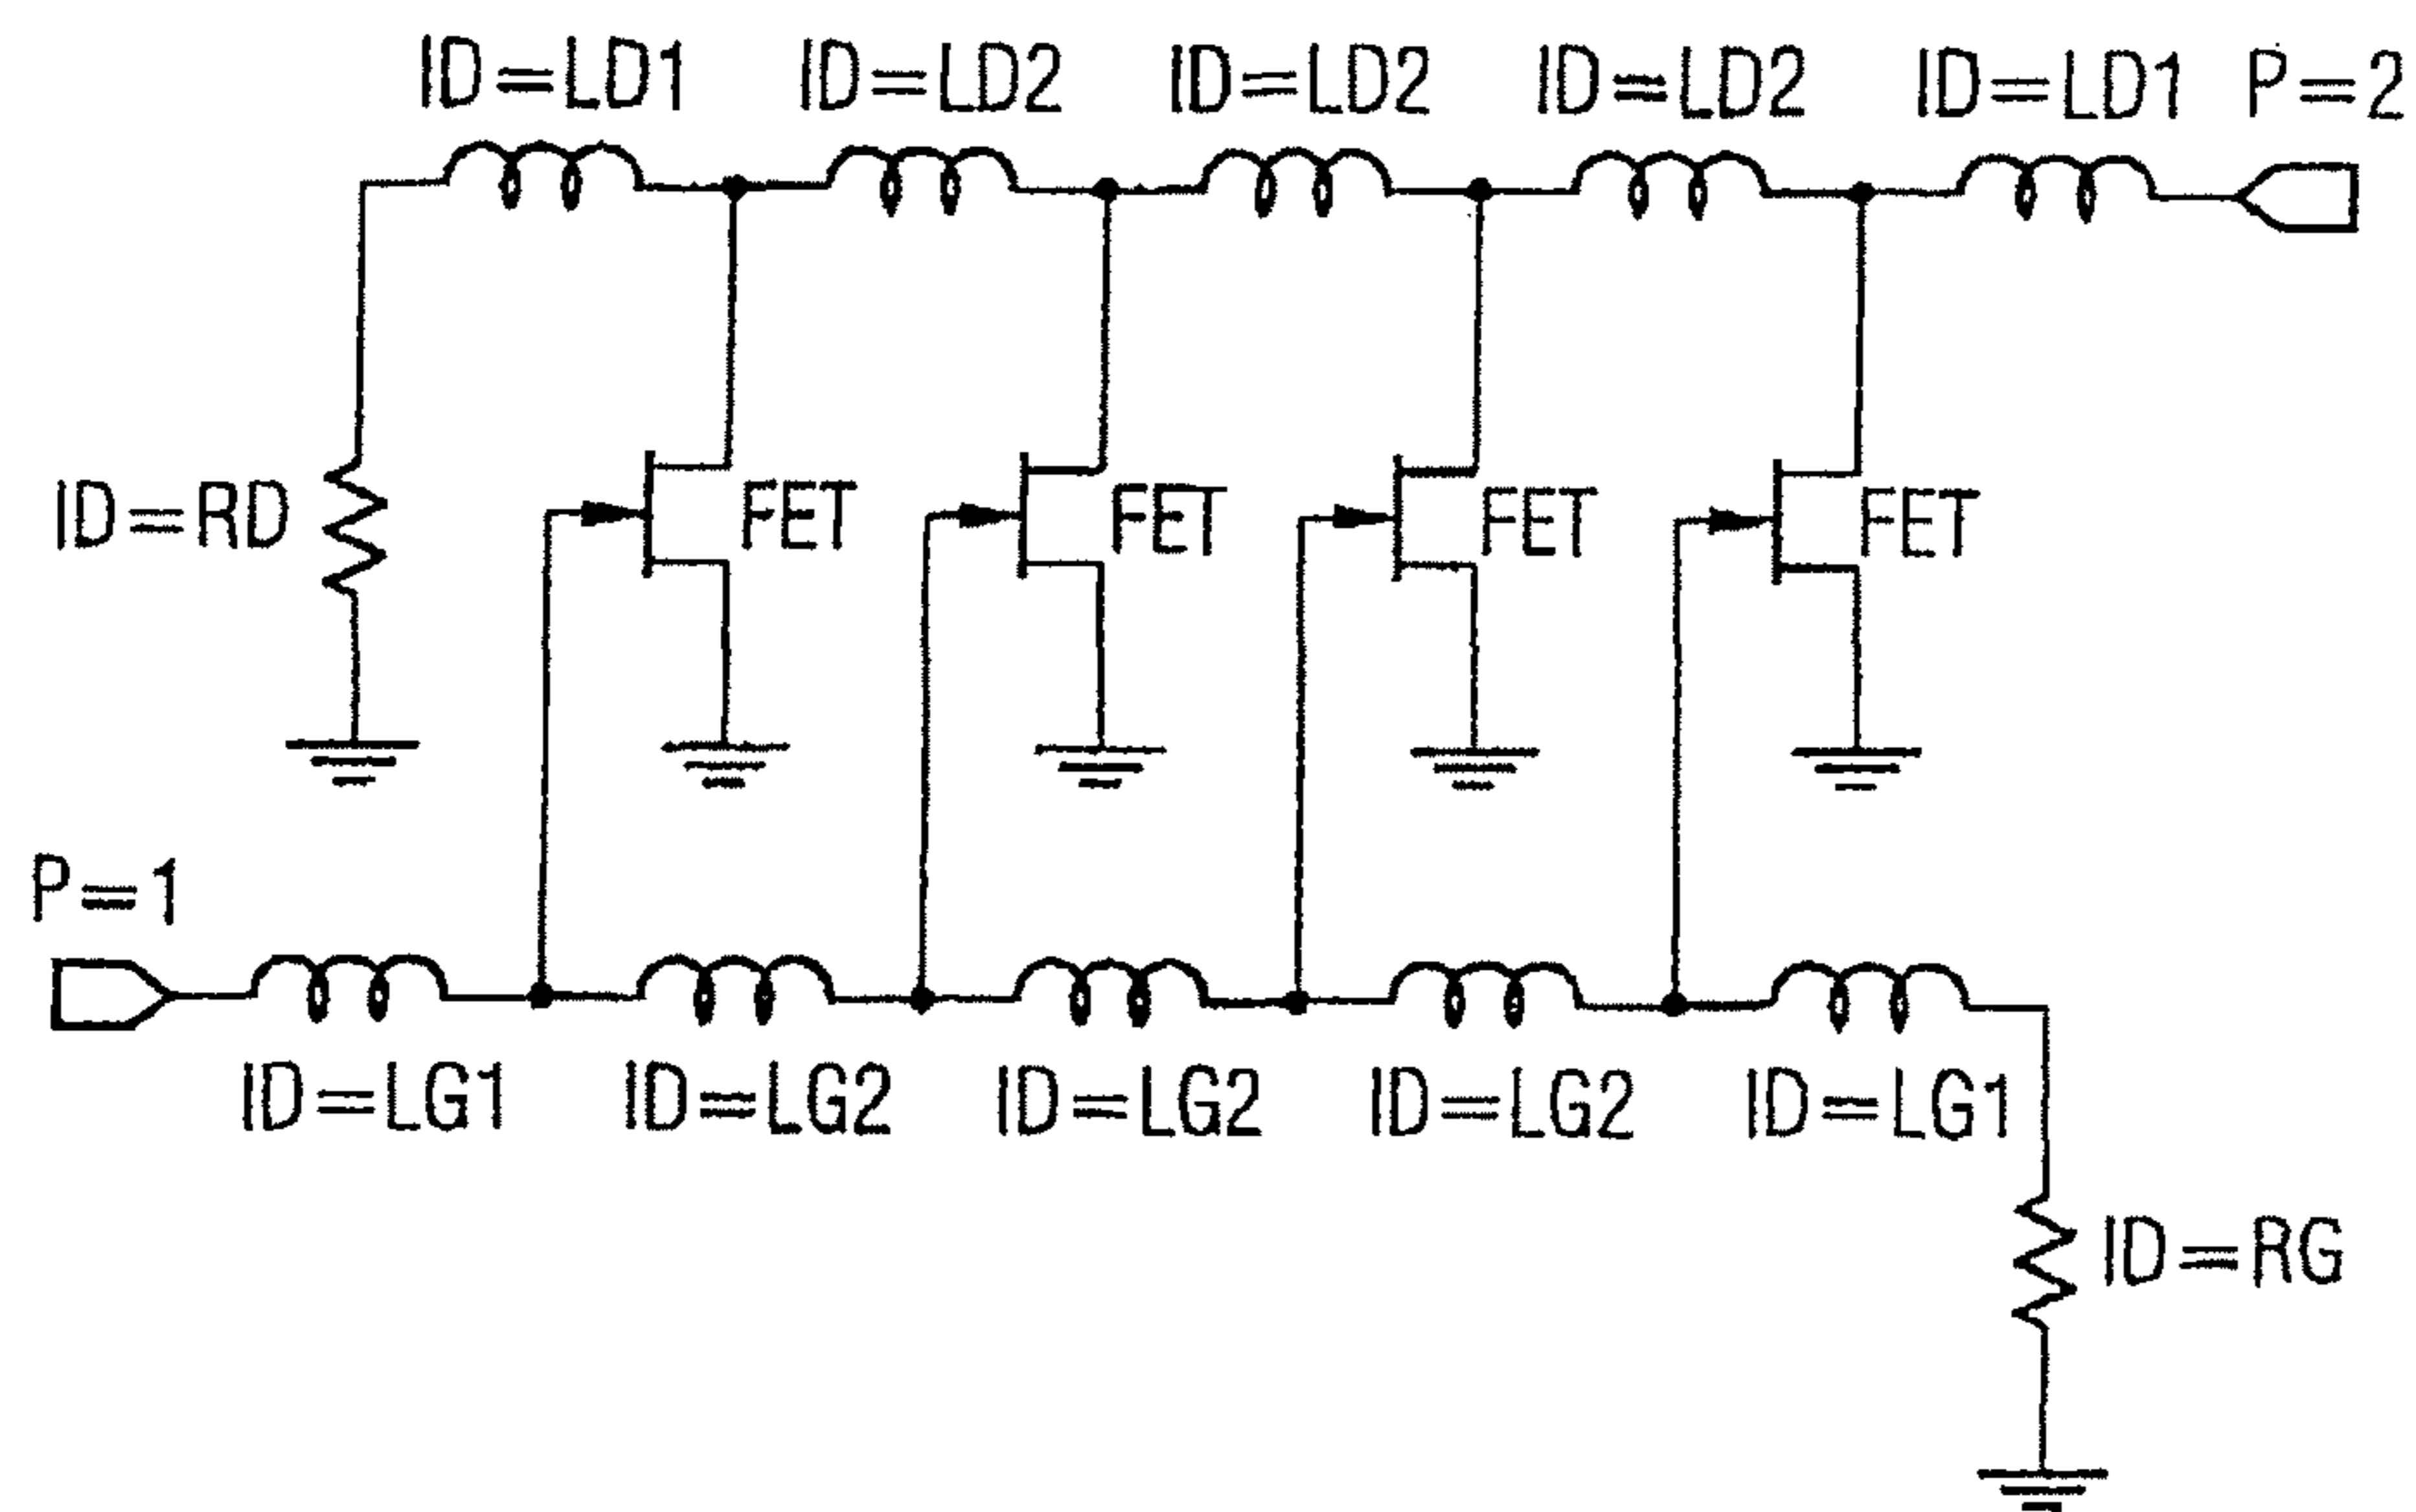 ID=LD1 ID=LD2 ID=LD2 ID=LD2 ID=LD1 P=2
ID=RD FET FET FET FET
P=1
ID=LG1 ID=LG2 ID=LG2 ID=LG2 ID=LG1
ID=RG